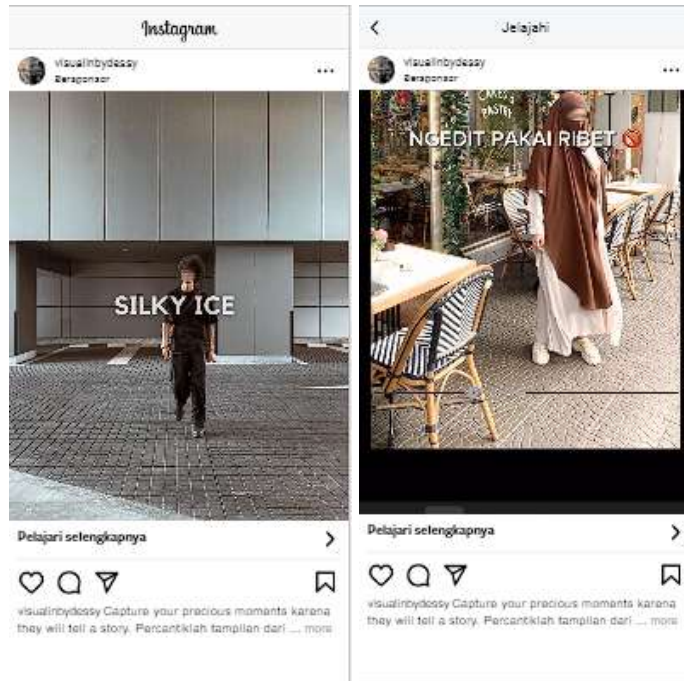 Instagram
visualinbydessy
Bersponsor
SILKY ICE
Pelajari selengkapnya
visualinbydessy Capture your precious moments karena
they will tell a story. Percantiklah tampilan dari ... more
Jelajahi
visualinbydessy
Bersponsor
CAKES &
PASTRY
NGEDIT PAKAI RIBET
Pelajari selengkapnya
visualinbydessy Capture your precious moments karena
they will tell a story. Percantiklah tampilan dari ... more